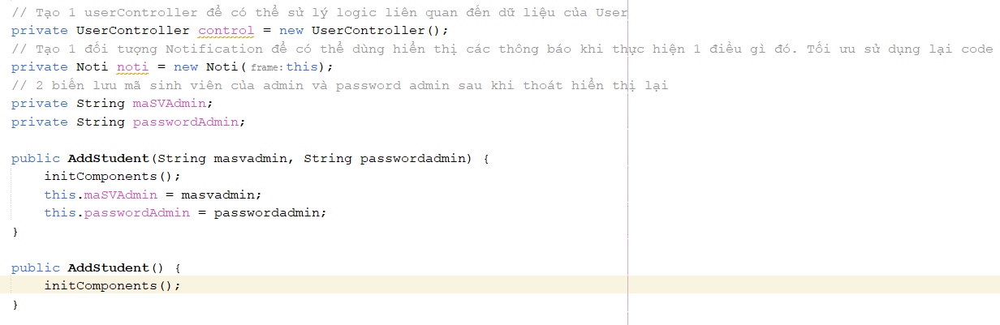 // Tạo 1 userController để có thể sử lý logic liên quan đến dữ liệu của User
private UserController control = new UserController();
// Tạo 1 đối tượng Notification để có thể dùng hiển thị các thông báo khi thực hiện 1 điều gì đó. Tối ưu sử dụng lại code
private Noti noti = new Noti(frame:this);
// 2 biến lưu mã sinh viên của admin và password admin sau khi thoát hiển thị lại
private String maSVAdmin;
private String passwordAdmin;
public AddStudent(String masvadmin, String passwordadmin) {
initComponents();
this.maSVAdmin = masvadmin;
this.passwordAdmin = passwordadmin;
}
public AddStudent() {
initComponents();
}